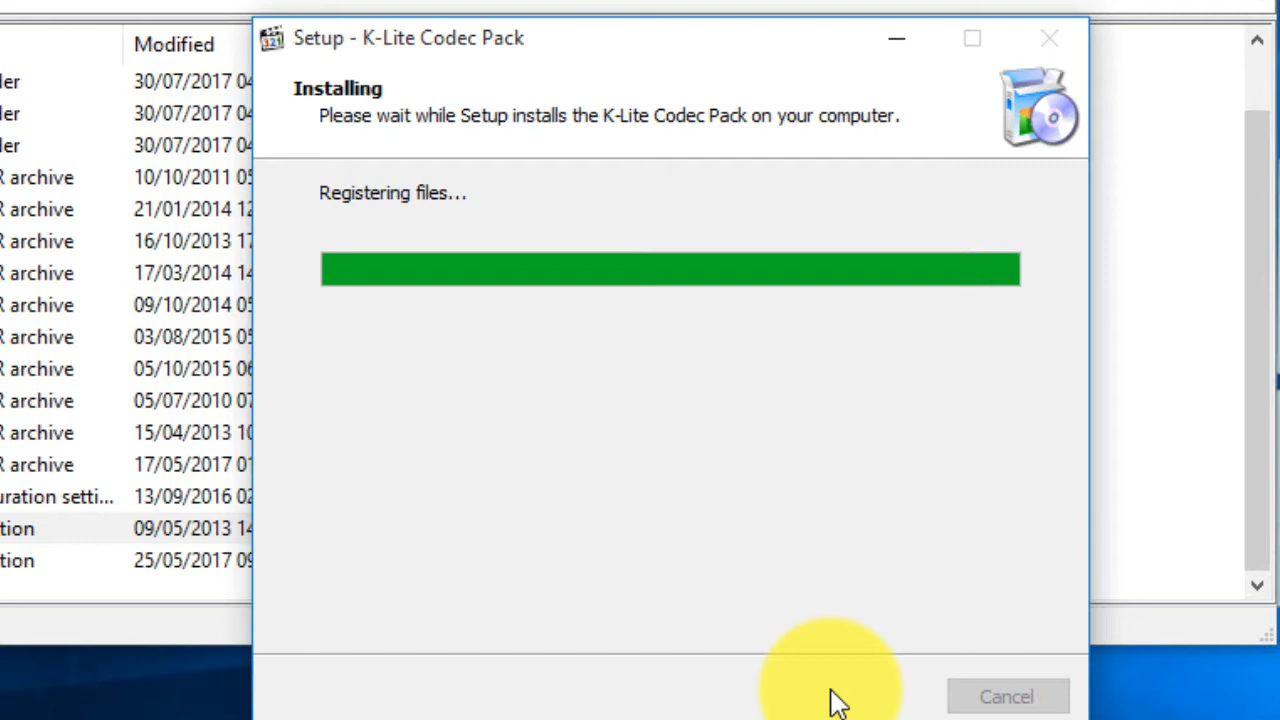 Modified
Setup - K-Lite Codec Pack
Installing
Please wait while Setup installs the K-Lite Codec Pack on your computer.
Registering files...
Cancel
ler 30/07/2017 04
ler 30/07/2017 04
ler 30/07/2017 04
R archive 10/10/2011 05
R archive 21/01/2014 12
R archive 16/10/2013 17
R archive 17/03/2014 14
R archive 09/10/2014 05
R archive 03/08/2015 05
R archive 05/10/2015 06
R archive 05/07/2010 07
R archive 15/04/2013 10
R archive 17/05/2017 01
uration setti... 13/09/2016 02
tion 09/05/2013 14
tion 25/05/2017 09